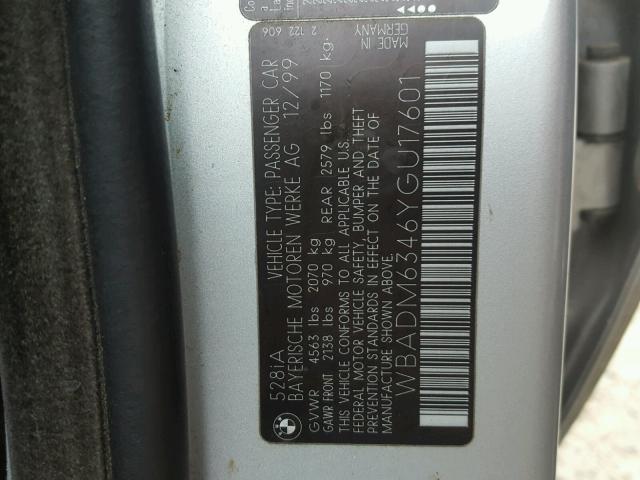 528iA VEHICLE TYPE: PASSENGER CAR
BAYERISCHE MOTOREN WERKE AG 12/99
GVWR 4563 lbs 2070 kg
GAWR FRONT 2138 lbs 970 kg REAR 2579 lbs 1170 kg.
THIS VEHICLE CONFORMS TO ALL APPLICABLE U.S.
FEDERAL MOTOR VEHICLE SAFETY, BUMPER AND THEFT
PREVENTION STANDARDS IN EFFECT ON THE DATE OF
MANUFACTURE SHOWN ABOVE.
WBADM6346YGU17601
2 122 606
MADE IN
GERMANY